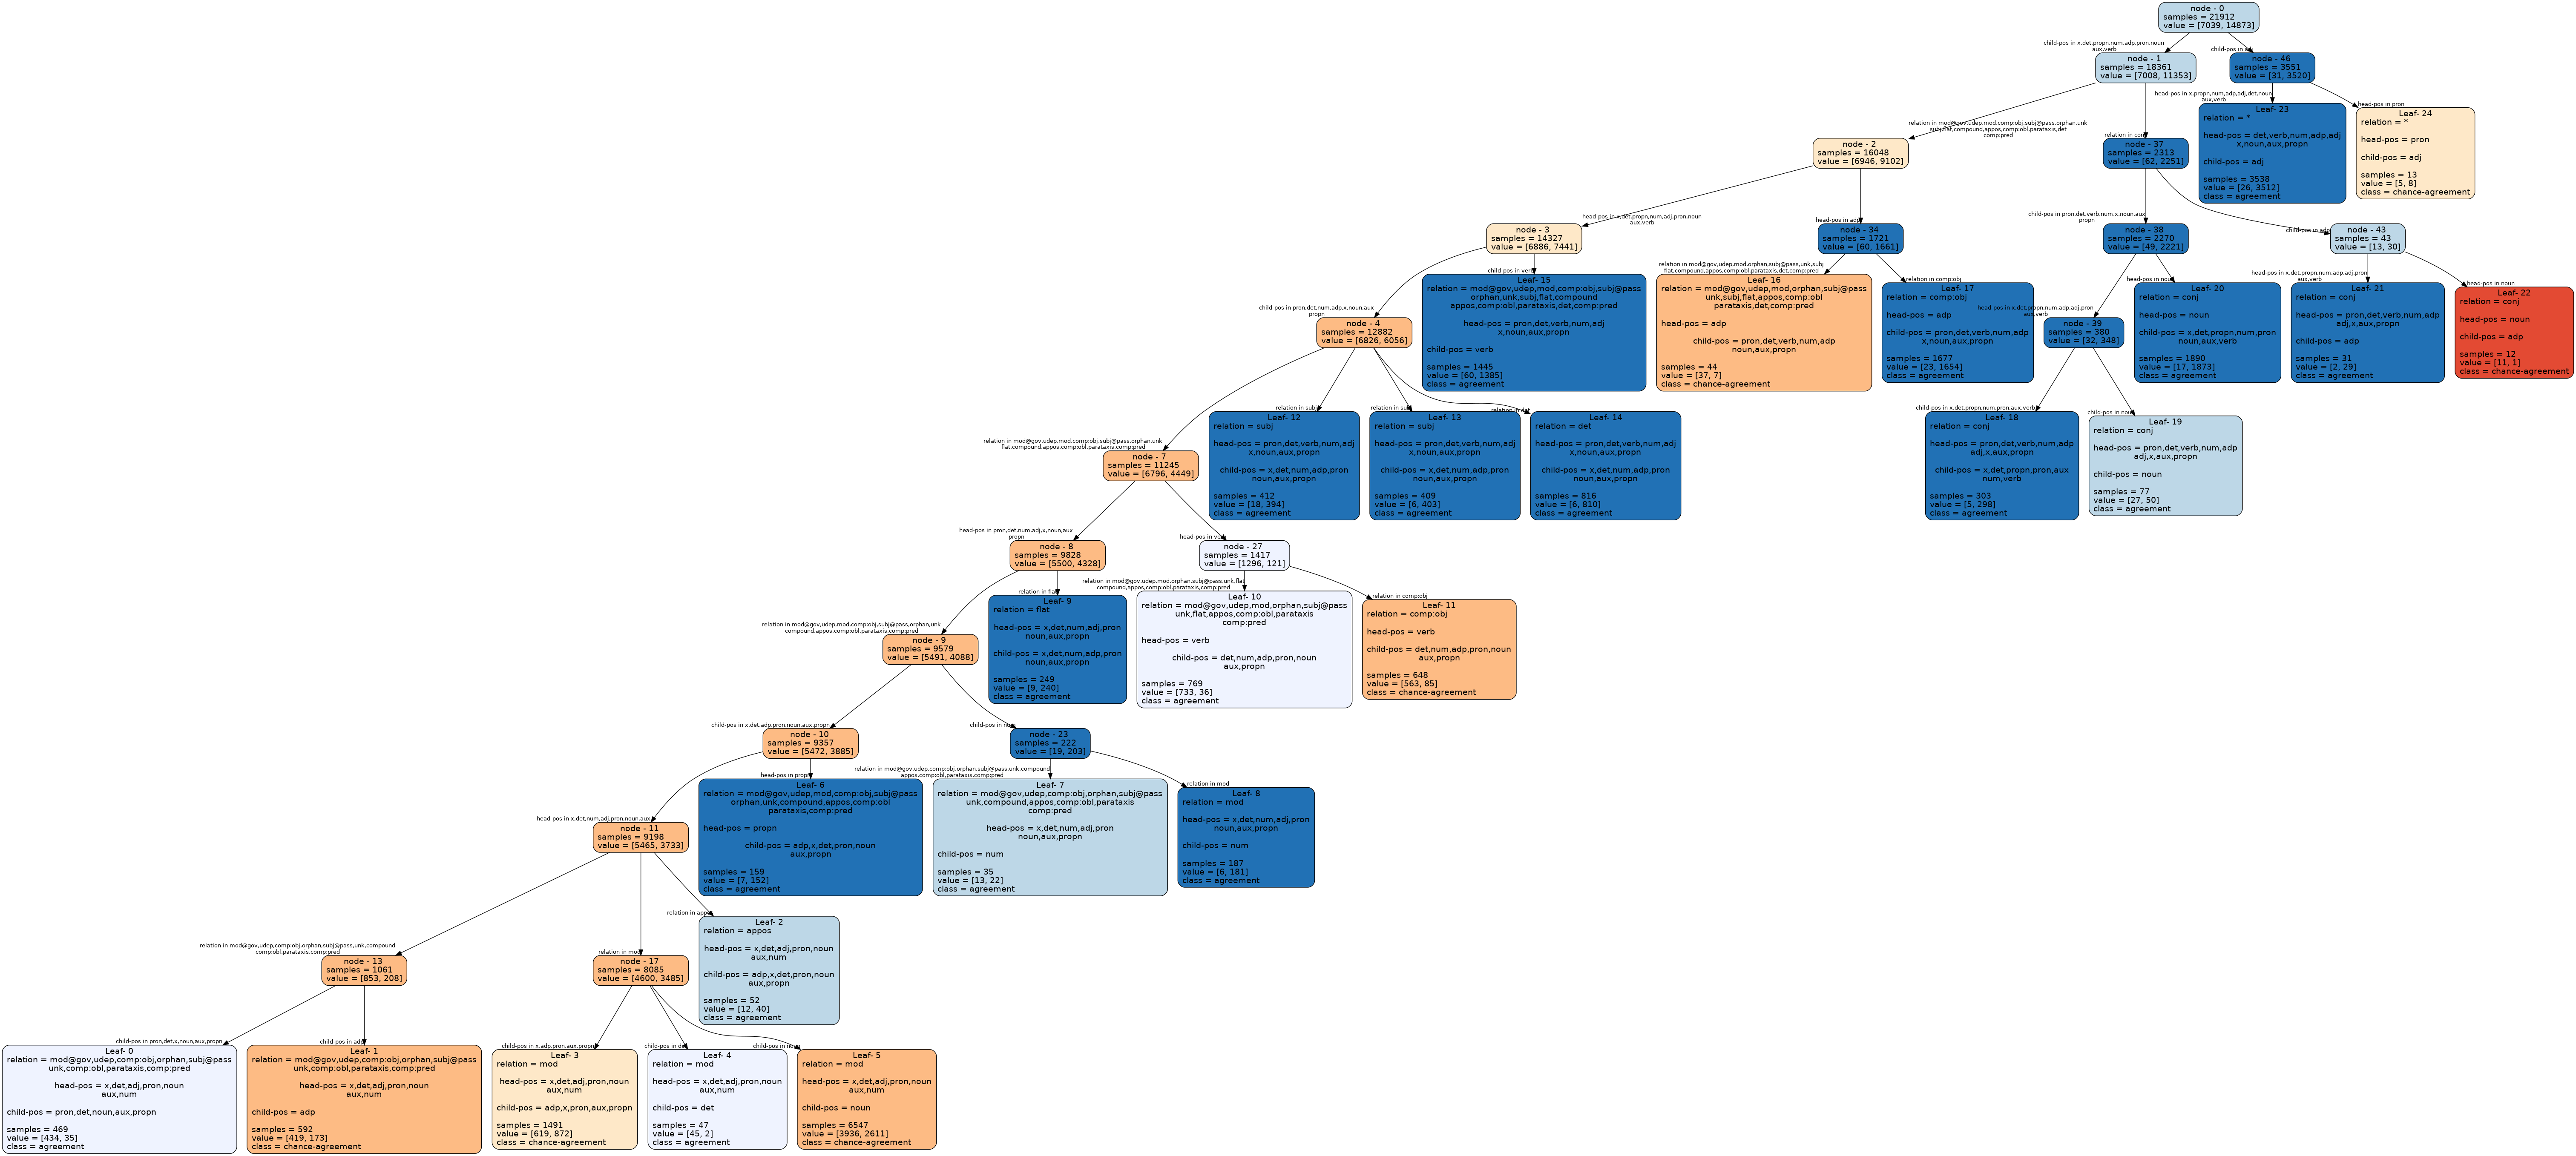 node - 0
samples = 21912
value = [7039, 14873]
child-pos in x,det,propn,num,adp,pron,noun
aux,verb
child-pos in adj
node - 1
samples = 18361
value = [7008, 11353]
node - 46
samples = 3551
value = [31, 3520]
relation in mod@gov,udep,mod,comp:obj,subj@pass,orphan,unk
subj,flat,compound,appos,comp:obl,parataxis,det
comp:pred
relation in conj
head-pos in x,propn,num,adp,adj,det,noun
aux,verb
head-pos in pron
node - 2
samples = 16048
value = [6946, 9102]
node - 37
samples = 2313
value = [62, 2251]
Leaf- 23
relation = *
head-pos = det,verb,num,adp,adj
x,noun,aux,propn
child-pos = adj
samples = 3538
value = [26, 3512]
class = agreement
Leaf- 24
relation = *
head-pos = pron
child-pos = adj
samples = 13
value = [5, 8]
class = chance-agreement
head-pos in x,det,propn,num,adj,pron,noun
aux,verb
head-pos in adp
child-pos in pron,det,verb,num,x,noun,aux
propn
child-pos in adp
node - 3
samples = 14327
value = [6886, 7441]
node - 34
samples = 1721
value = [60, 1661]
node - 38
samples = 2270
value = [49, 2221]
node - 43
samples = 43
value = [13, 30]
child-pos in pron,det,num,adp,x,noun,aux
propn
child-pos in verb
relation in mod@gov,udep,mod,orphan,subj@pass,unk,subj
flat,compound,appos,comp:obl,parataxis,det,comp:pred
relation in comp:obj
head-pos in x,det,propn,num,adp,adj,pron
aux,verb
head-pos in noun
head-pos in x,det,propn,num,adp,adj,pron
aux,verb
head-pos in noun
node - 4
samples = 12882
value = [6826, 6056]
Leaf- 15
relation = mod@gov,udep,mod,comp:obj,subj@pass
orphan,unk,subj,flat,compound
appos,comp:obl,parataxis,det,comp:pred
head-pos = pron,det,verb,num,adj
x,noun,aux,propn
child-pos = verb
samples = 1445
value = [60, 1385]
class = agreement
Leaf- 16
relation = mod@gov,udep,mod,orphan,subj@pass
unk,subj,flat,appos,comp:obl
parataxis,det,comp:pred
head-pos = adp
child-pos = pron,det,verb,num,adp
noun,aux,propn
samples = 44
value = [37, 7]
class = chance-agreement
Leaf- 17
relation = comp:obj
head-pos = adp
child-pos = pron,det,verb,num,adp
x,noun,aux,propn
samples = 1677
value = [23, 1654]
class = agreement
node - 39
samples = 380
value = [32, 348]
Leaf- 20
relation = conj
head-pos = noun
child-pos = x,det,propn,num,pron
noun,aux,verb
samples = 1890
value = [17, 1873]
class = agreement
Leaf- 21
relation = conj
head-pos = pron,det,verb,num,adp
adj,x,aux,propn
child-pos = adp
samples = 31
value = [2, 29]
class = agreement
Leaf- 22
relation = conj
head-pos = noun
child-pos = adp
samples = 12
value = [11, 1]
class = chance-agreement
relation in mod@gov,udep,mod,comp:obj,subj@pass,orphan,unk
flat,compound,appos,comp:obl,parataxis,comp:pred
relation in subj
relation in subj
relation in det
child-pos in x,det,propn,num,pron,aux,verb
child-pos in noun
node - 7
samples = 11245
value = [6796, 4449]
Leaf- 12
relation = subj
head-pos = pron,det,verb,num,adj
x,noun,aux,propn
child-pos = x,det,num,adp,pron
noun,aux,propn
samples = 412
value = [18, 394]
class = agreement
Leaf- 13
relation = subj
head-pos = pron,det,verb,num,adj
x,noun,aux,propn
child-pos = x,det,num,adp,pron
noun,aux,propn
samples = 409
value = [6, 403]
class = agreement
Leaf- 14
relation = det
head-pos = pron,det,verb,num,adj
x,noun,aux,propn
child-pos = x,det,num,adp,pron
noun,aux,propn
samples = 816
value = [6, 810]
class = agreement
Leaf- 18
relation = conj
head-pos = pron,det,verb,num,adp
adj,x,aux,propn
child-pos = x,det,propn,pron,aux
num,verb
samples = 303
value = [5, 298]
class = agreement
Leaf- 19
relation = conj
head-pos = pron,det,verb,num,adp
adj,x,aux,propn
child-pos = noun
samples = 77
value = [27, 50]
class = agreement
head-pos in pron,det,num,adj,x,noun,aux
propn
head-pos in verb
node - 8
samples = 9828
value = [5500, 4328]
node - 27
samples = 1417
value = [1296, 121]
relation in mod@gov,udep,mod,comp:obj,subj@pass,orphan,unk
compound,appos,comp:obl,parataxis,comp:pred
relation in flat
relation in mod@gov,udep,mod,orphan,subj@pass,unk,flat
compound,appos,comp:obl,parataxis,comp:pred
relation in comp:obj
node - 9
samples = 9579
value = [5491, 4088]
Leaf- 9
relation = flat
head-pos = x,det,num,adj,pron
noun,aux,propn
child-pos = x,det,num,adp,pron
noun,aux,propn
samples = 249
value = [9, 240]
class = agreement
Leaf- 10
relation = mod@gov,udep,mod,orphan,subj@pass
unk,flat,appos,comp:obl,parataxis
comp:pred
head-pos = verb
child-pos = det,num,adp,pron,noun
aux,propn
samples = 769
value = [733, 36]
class = agreement
Leaf- 11
relation = comp:obj
head-pos = verb
child-pos = det,num,adp,pron,noun
aux,propn
samples = 648
value = [563, 85]
class = chance-agreement
child-pos in x,det,adp,pron,noun,aux,propn
child-pos in num
node - 10
samples = 9357
value = [5472, 3885]
node - 23
samples = 222
value = [19, 203]
head-pos in x,det,num,adj,pron,noun,aux
head-pos in propn
relation in mod@gov,udep,comp:obj,orphan,subj@pass,unk,compound
appos,comp:obl,parataxis,comp:pred
relation in mod
node - 11
samples = 9198
value = [5465, 3733]
Leaf- 6
relation = mod@gov,udep,mod,comp:obj,subj@pass
orphan,unk,compound,appos,comp:obl
parataxis,comp:pred
head-pos = propn
child-pos = adp,x,det,pron,noun
aux,propn
samples = 159
value = [7, 152]
class = agreement
Leaf- 7
relation = mod@gov,udep,comp:obj,orphan,subj@pass
unk,compound,appos,comp:obl,parataxis
comp:pred
head-pos = x,det,num,adj,pron
noun,aux,propn
child-pos = num
samples = 35
value = [13, 22]
class = agreement
Leaf- 8
relation = mod
head-pos = x,det,num,adj,pron
noun,aux,propn
child-pos = num
samples = 187
value = [6, 181]
class = agreement
relation in mod@gov,udep,comp:obj,orphan,subj@pass,unk,compound
comp:obl,parataxis,comp:pred
relation in mod
relation in appos
node - 13
samples = 1061
value = [853, 208]
node - 17
samples = 8085
value = [4600, 3485]
Leaf- 2
relation = appos
head-pos = x,det,adj,pron,noun
aux,num
child-pos = adp,x,det,pron,noun
aux,propn
samples = 52
value = [12, 40]
class = agreement
child-pos in pron,det,x,noun,aux,propn
child-pos in adp
child-pos in x,adp,pron,aux,propn
child-pos in det
child-pos in noun
Leaf- 0
relation = mod@gov,udep,comp:obj,orphan,subj@pass
unk,comp:obl,parataxis,comp:pred
head-pos = x,det,adj,pron,noun
aux,num
child-pos = pron,det,noun,aux,propn
samples = 469
value = [434, 35]
class = agreement
Leaf- 1
relation = mod@gov,udep,comp:obj,orphan,subj@pass
unk,comp:obl,parataxis,comp:pred
head-pos = x,det,adj,pron,noun
aux,num
child-pos = adp
samples = 592
value = [419, 173]
class = chance-agreement
Leaf- 3
relation = mod
head-pos = x,det,adj,pron,noun
aux,num
child-pos = adp,x,pron,aux,propn
samples = 1491
value = [619, 872]
class = chance-agreement
Leaf- 4
relation = mod
head-pos = x,det,adj,pron,noun
aux,num
child-pos = det
samples = 47
value = [45, 2]
class = agreement
Leaf- 5
relation = mod
head-pos = x,det,adj,pron,noun
aux,num
child-pos = noun
samples = 6547
value = [3936, 2611]
class = chance-agreement